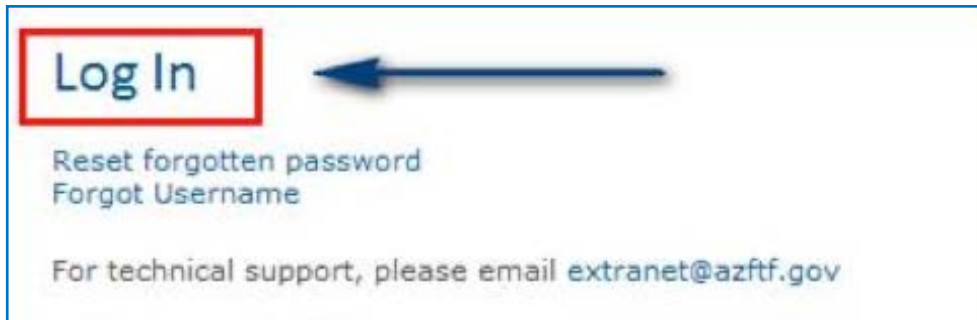 Log In
Reset forgotten password
Forgot Username
For technical support, please email extranet@azftf.gov